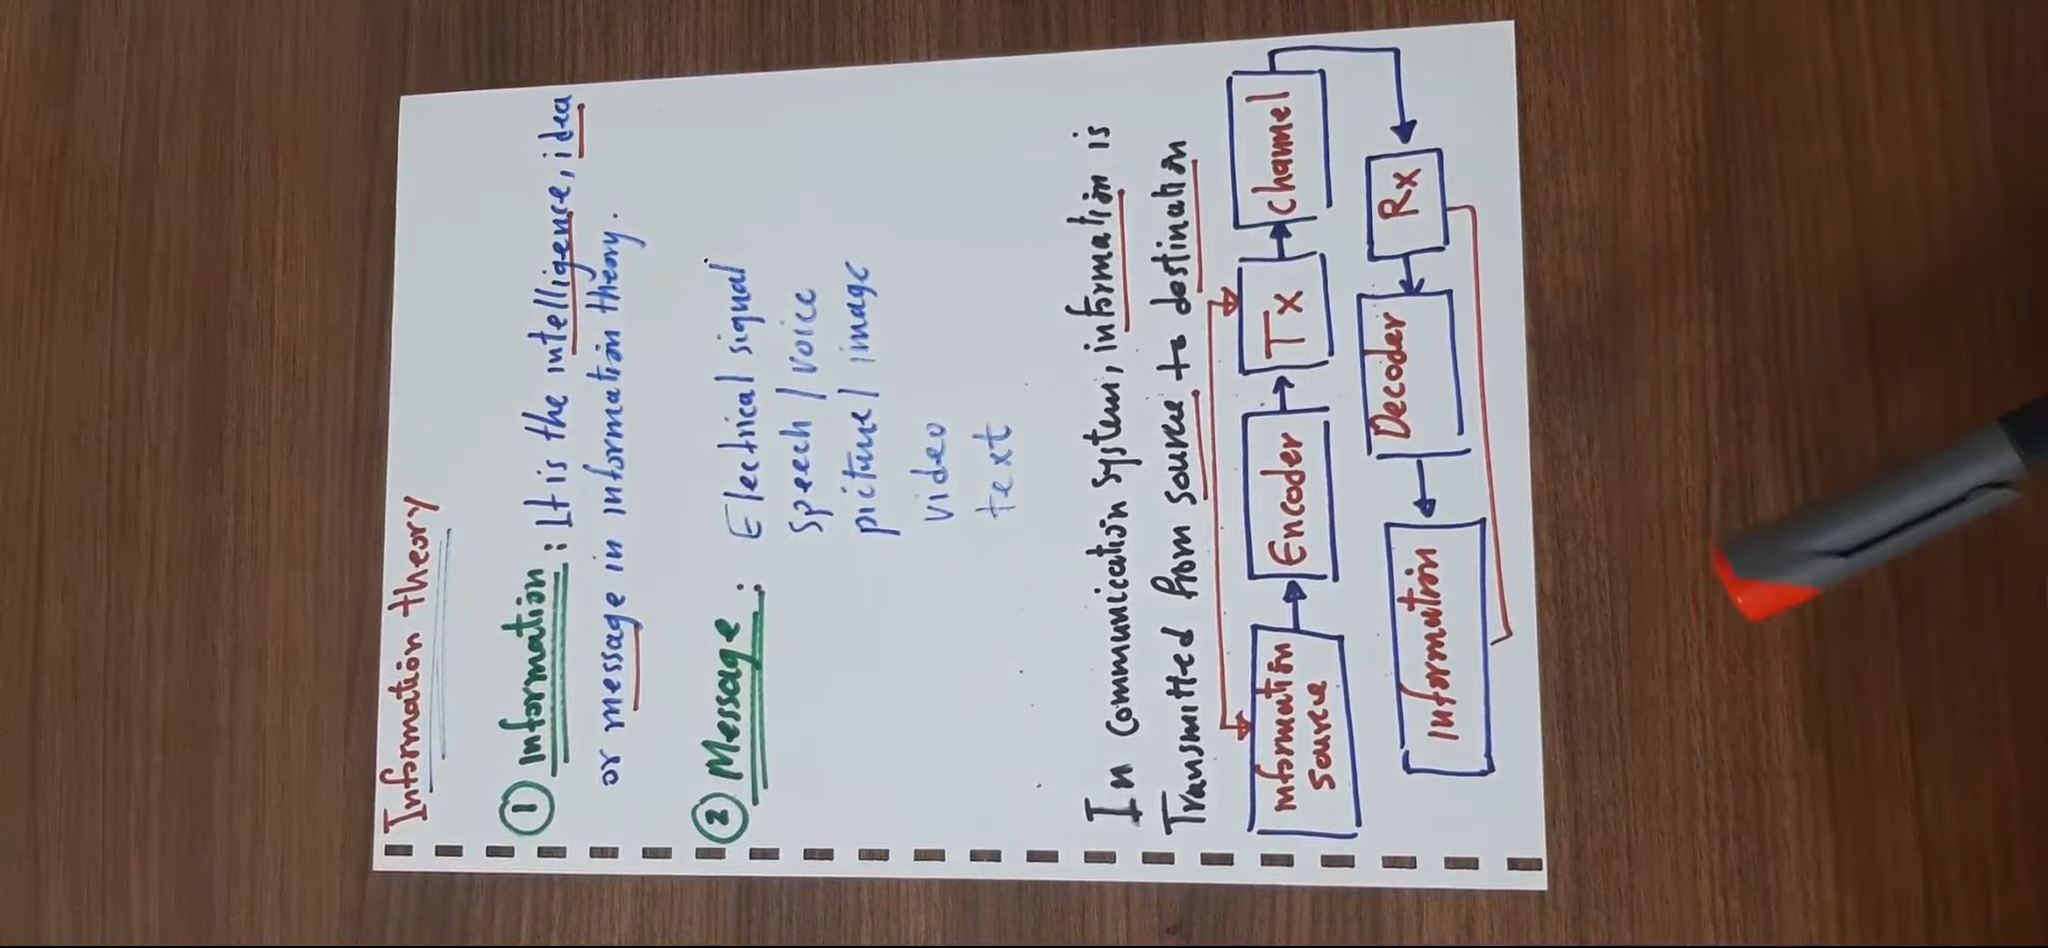 Information theory
① Information : It is the intelligence, idea
or message in information theory.
② Message : Electrical signal
speech / voice
picture / image
video
text
In communication system, information is
Transmitted from source to destination
Information source
Encoder
Tx
channel
Rx
Decoder
Information